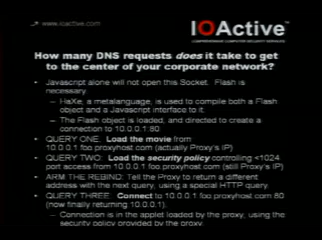 www.ioactive.com
IOActive™
COMPREHENSIVE COMPUTER SECURITY SERVICES
How many DNS requests does it take to get
to the center of your corporate network?
• Javascript alone will not open this Socket. Flash is
necessary.
– HaXe, a metalanguage, is used to compile both a Flash
object and a Javascript interface to it.
– The Flash object is loaded, and directed to create a
connection to 10.0.0.1:80
• QUERY ONE: Load the movie from
10.0.0.1.foo.proxyhost.com (actually Proxy's IP)
• QUERY TWO: Load the security policy controlling <1024
port access from 10.0.0.1.foo.proxyhost.com (still Proxy's IP)
• ARM THE REBIND: Tell the Proxy to return a different
address with the next query, using a special HTTP query.
• QUERY THREE: Connect to 10.0.0.1.foo.proxyhost.com:80
(now finally returning 10.0.0.1).
– Connection is in the applet loaded by the proxy, using the
security policy provided by the proxy.